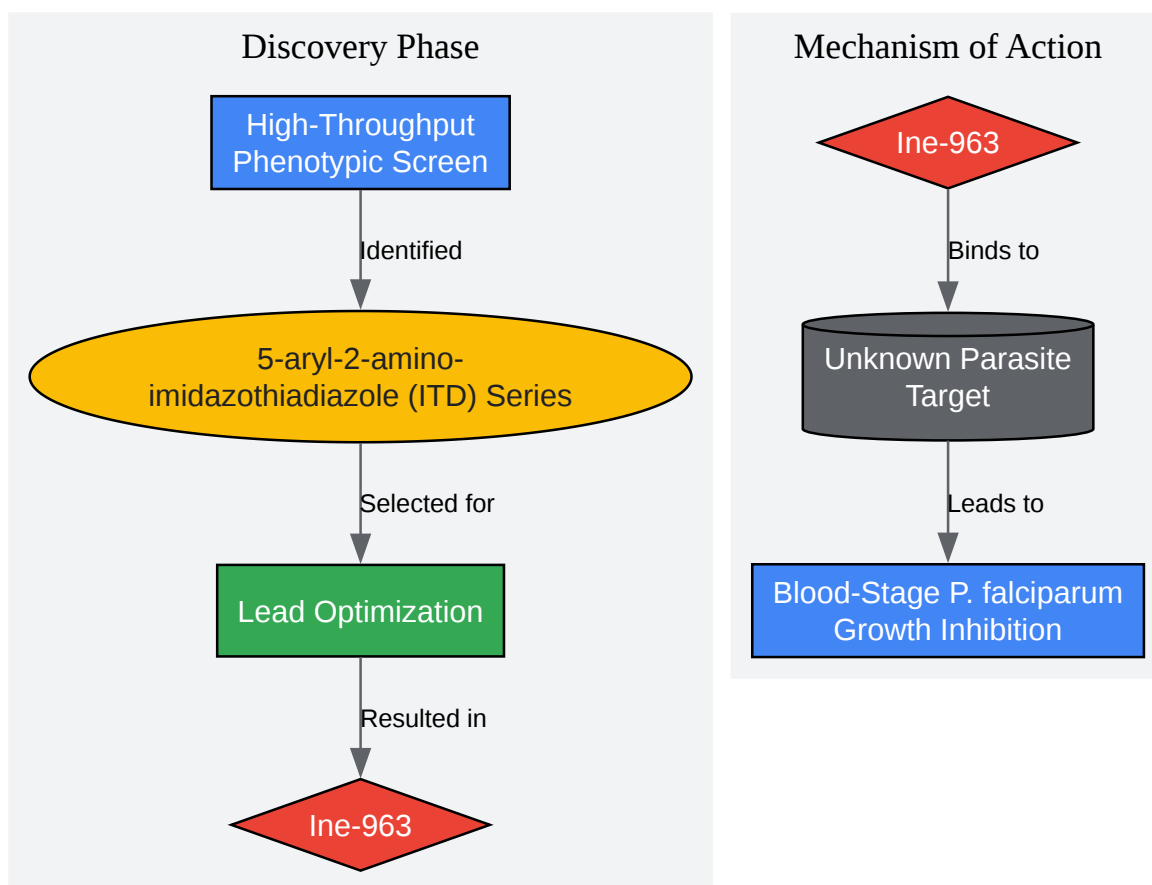 Discovery Phase
High-Throughput
Phenotypic Screen
Identified
5-aryl-2-amino-
imidazothiadiazole (ITD) Series
Selected for
Lead Optimization
Resulted in
Ine-963
Mechanism of Action
Ine-963
Binds to
Unknown Parasite
Target
Leads to
Blood-Stage P. falciparum
Growth Inhibition